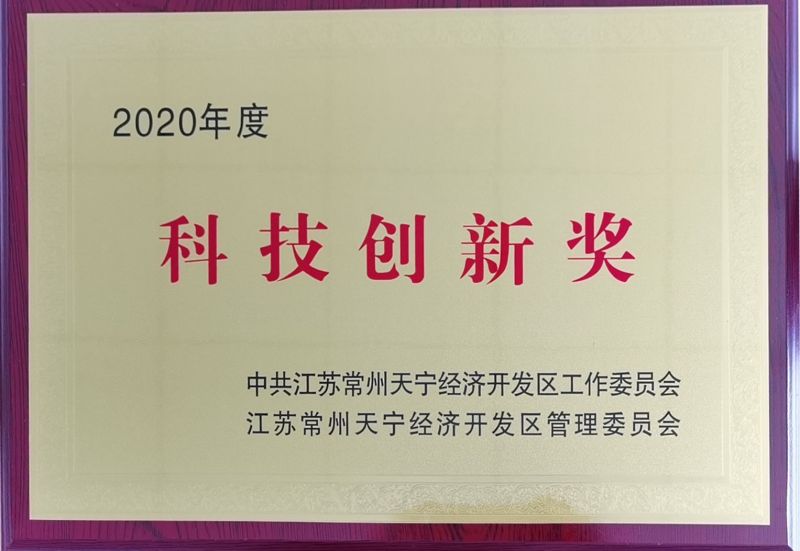 2020年度
科技创新奖
中共江苏常州天宁经济开发区工作委员会
江苏常州天宁经济开发区管理委员会